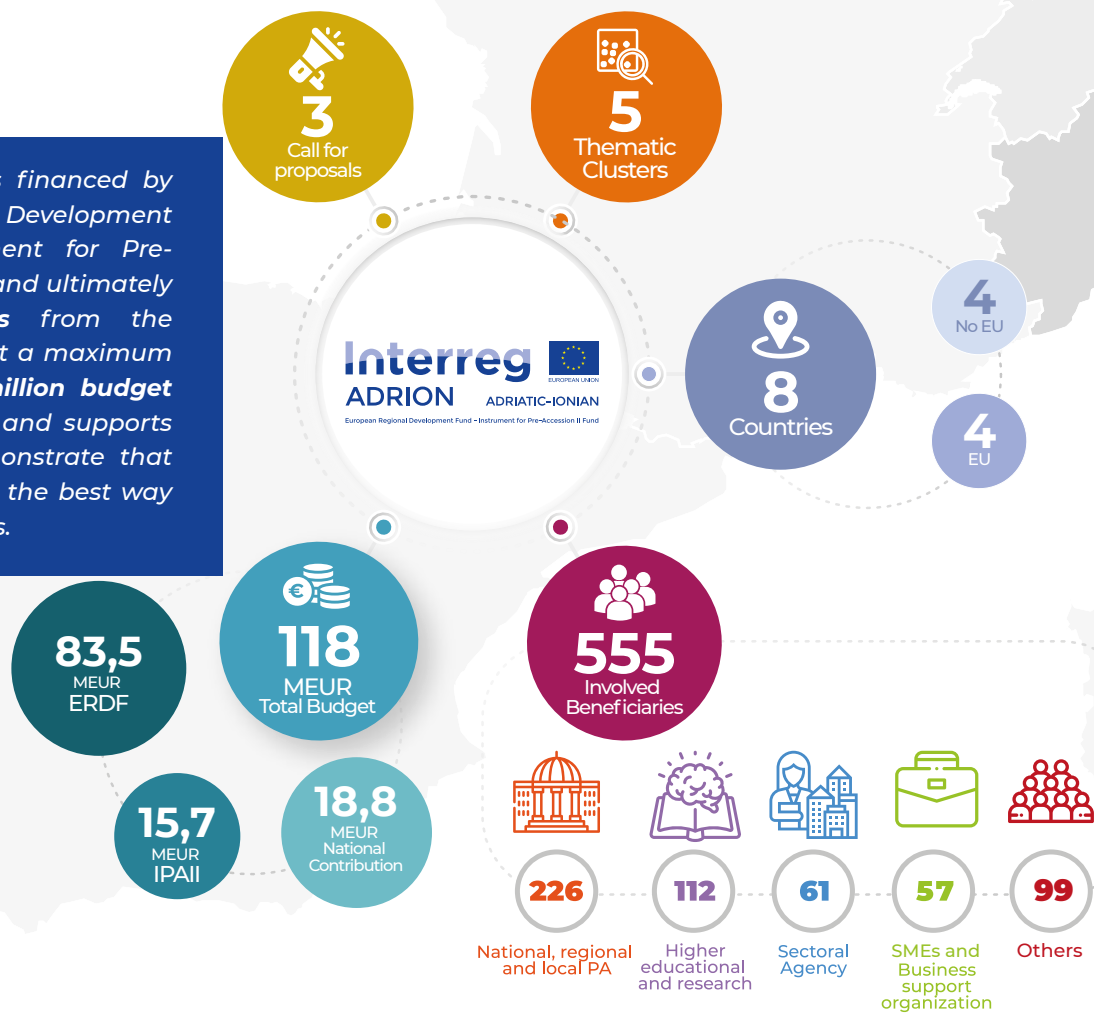 3
Call for
proposals
5
Thematic
Clusters
s financed by
Development
ent for Pre-
and ultimately
s from the
t a maximum
illion budget
and supports
onstrate that
the best way
s.
Interreg
EUROPEAN UNION
ADRION ADRIATIC-IONIAN
European Regional Development Fund - Instrument for Pre-Accession II Fund
8
Countries
4
No EU
4
EU
118
MEUR
Total Budget
83,5
MEUR
ERDF
15,7
MEUR
IPAII
18,8
MEUR
National
Contribution
555
Involved
Beneficiaries
226
National, regional
and local PA
112
Higher
educational
and research
61
Sectoral
Agency
57
SMEs and
Business
support
organization
99
Others